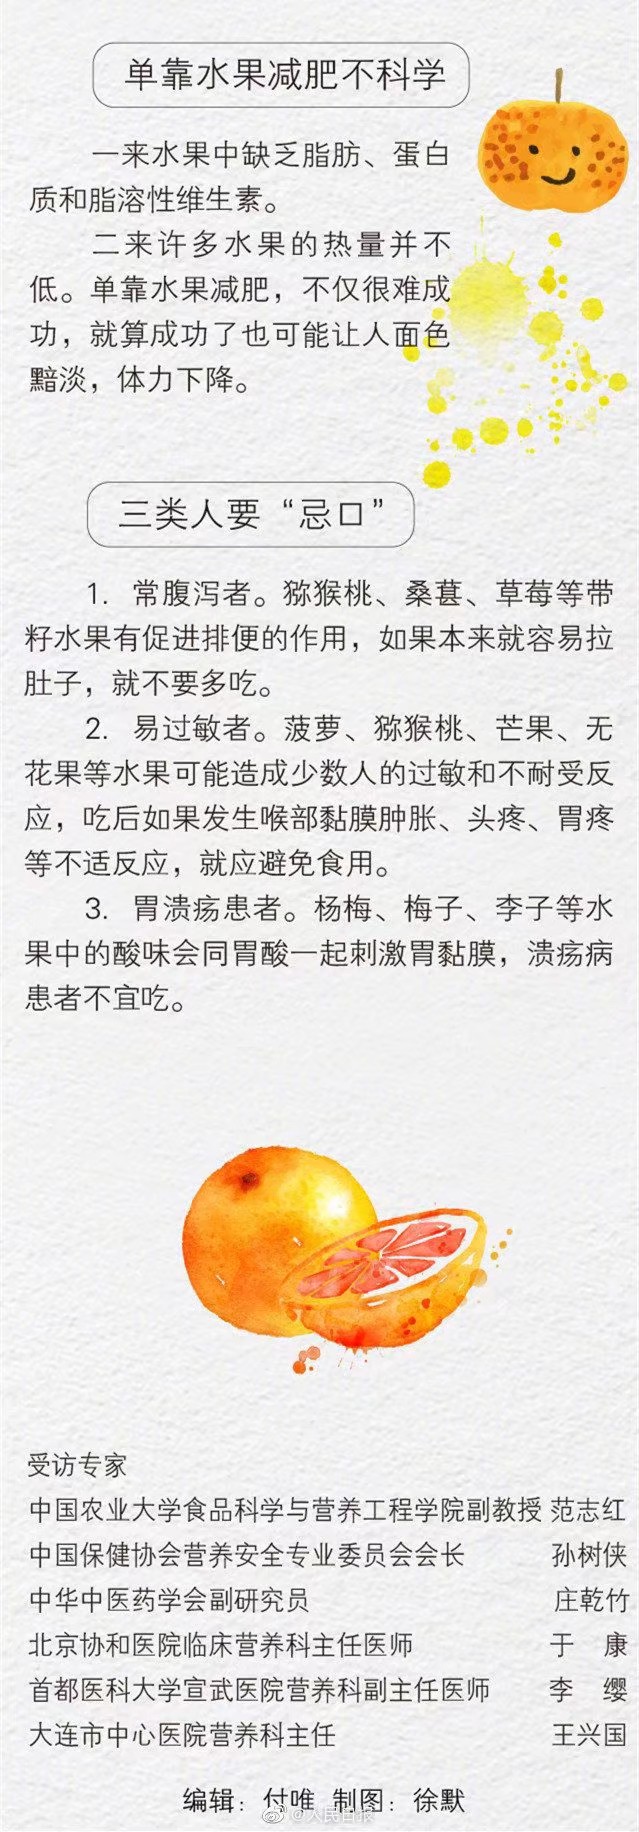 单靠水果减肥不科学
一来水果中缺乏脂肪、蛋白
质和脂溶性维生素。
二来许多水果的热量并不
低。单靠水果减肥，不仅很难成
功，就算成功了也可能让人面色
黯淡，体力下降。
三类人要“忌口”
1. 常腹泻者。猕猴桃、桑葚、草莓等带
籽水果有促进排便的作用，如果本来就容易拉
肚子，就不要多吃。
2. 易过敏者。菠萝、猕猴桃、芒果、无
花果等水果可能造成少数人的过敏和不耐受反
应，吃后如果发生喉部黏膜肿胀、头疼、胃疼
等不适反应，就应避免食用。
3. 胃溃疡患者。杨梅、梅子、李子等水
果中的酸味会同胃酸一起刺激胃黏膜，溃疡病
患者不宜吃。
受访专家
中国农业大学食品科学与营养工程学院副教授 范志红
中国保健协会营养安全专业委员会会长 孙树侠
中华中医药学会副研究员 庄乾竹
北京协和医院临床营养科主任医师 于 康
首都医科大学宣武医院营养科副主任医师 李 缨
大连市中心医院营养科主任 王兴国
编辑：付唯 制图：徐默
@人民日报